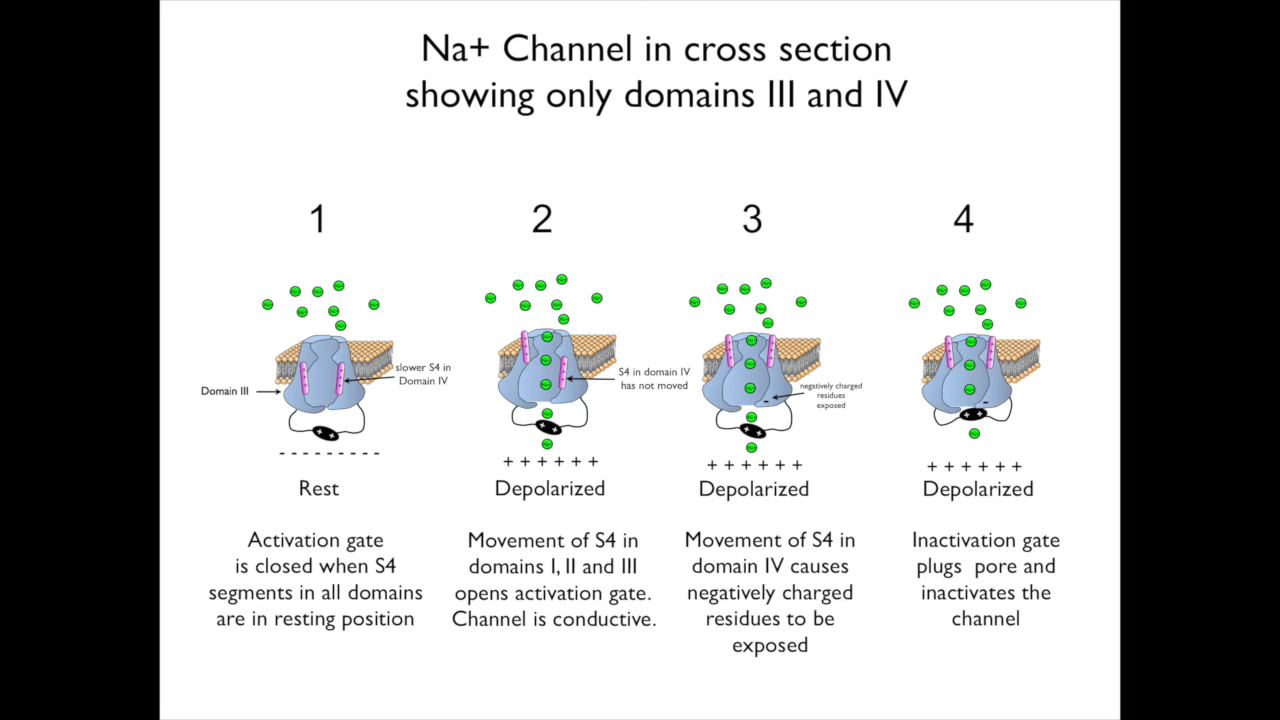 Na+ Channel in cross section
showing only domains III and IV
1
2
3
4
slower S4 in
Domain IV
Domain III
S4 in domain IV
has not moved
negatively charged
residues
exposed
- - - - - - - - -
+ + + + + +
+ + + + + +
+ + + + + +
Rest
Depolarized
Depolarized
Depolarized
Activation gate
is closed when S4
segments in all domains
are in resting position
Movement of S4 in
domains I, II and III
opens activation gate.
Channel is conductive.
Movement of S4 in
domain IV causes
negatively charged
residues to be
exposed
Inactivation gate
plugs  pore and
inactivates the
channel